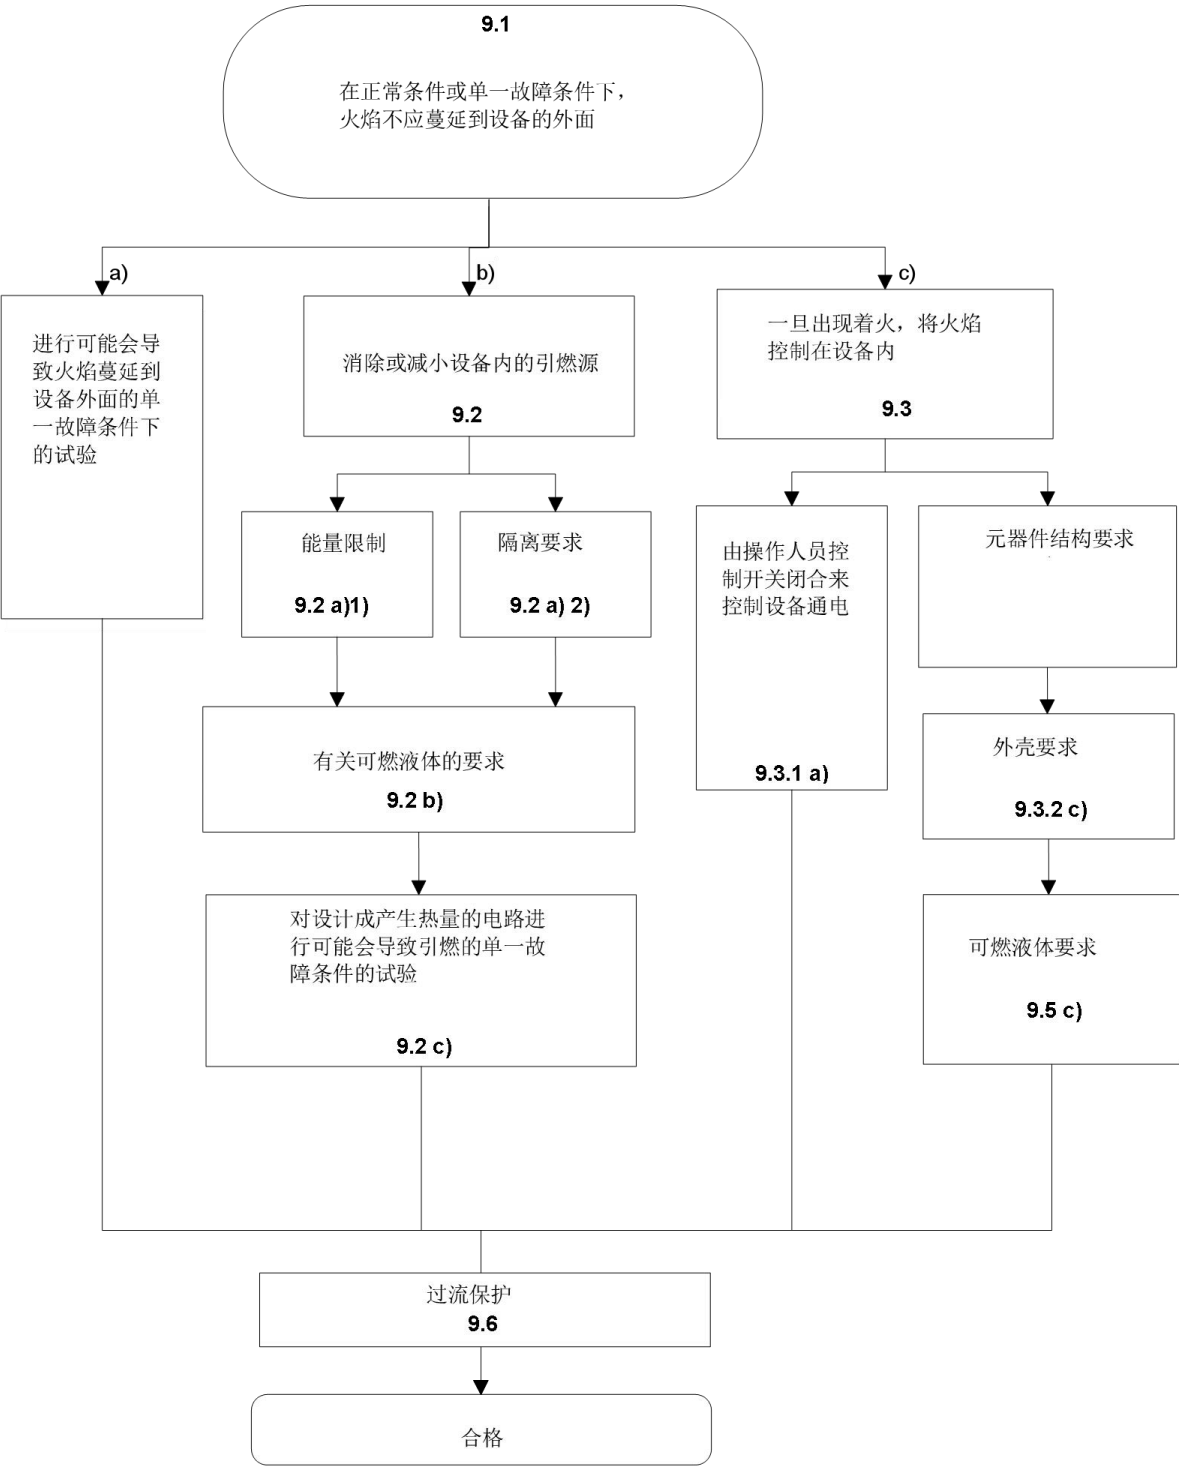 9.1
在正常条件或单一故障条件下，
火焰不应蔓延到设备的外面
a)
b)
c)
进行可能会导
致火焰蔓延到
设备外面的单
一故障条件下
的试验
消除或减小设备内的引燃源
9.2
一旦出现着火，将火焰
控制在设备内
9.3
能量限制
9.2 a)1)
隔离要求
9.2 a) 2)
由操作人员控
制开关闭合来
控制设备通电
9.3.1 a)
元器件结构要求
有关可燃液体的要求
9.2 b)
外壳要求
9.3.2 c)
对设计成产生热量的电路进
行可能会导致引燃的单一故
障条件的试验
9.2 c)
可燃液体要求
9.5 c)
过流保护
9.6
合格